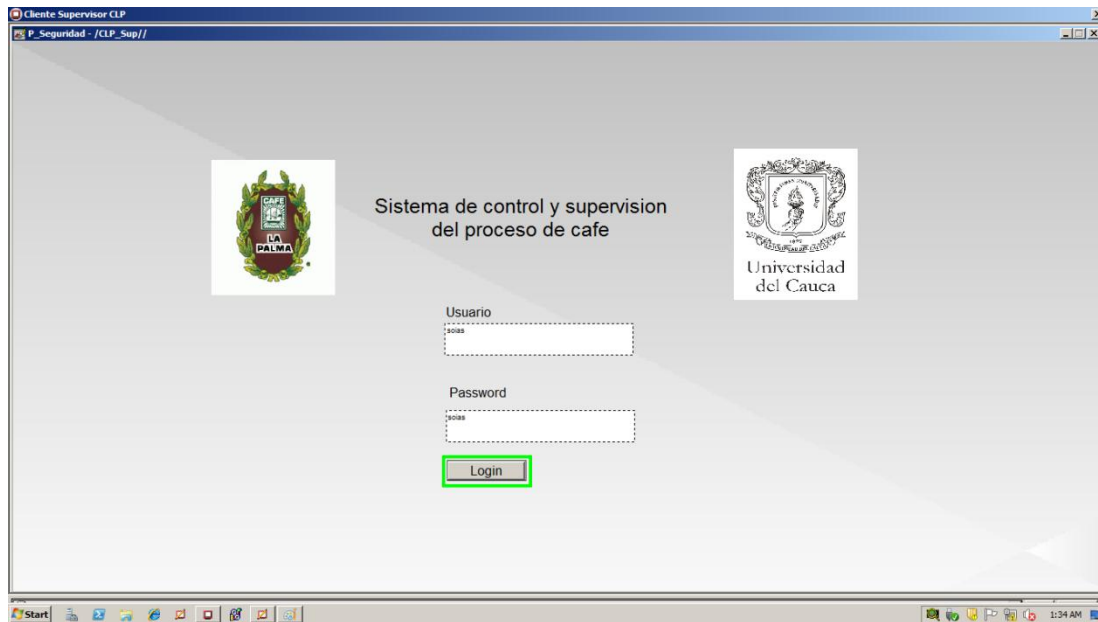 Cliente Supervisor CLP
P_Seguridad - /CLP_Sup//
CAFE
LA
PALMA
Sistema de control y supervision
del proceso de cafe
Universidad
del Cauca
Usuario
soias
Password
soias
Login
Start
1:34 AM